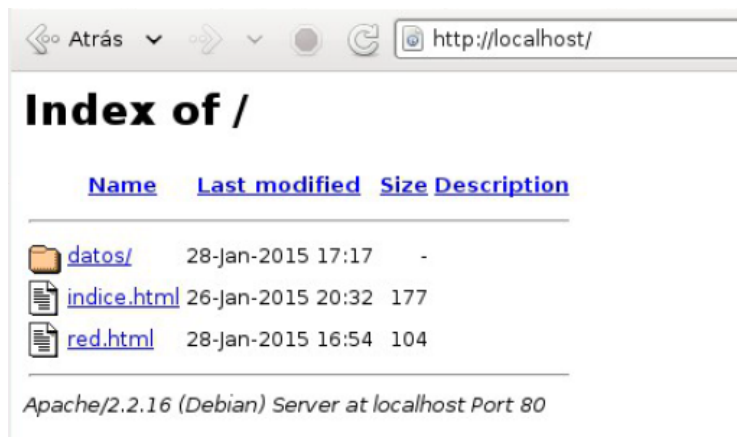 Atrás http://localhost/
Index of /
Name Last modified Size Description
datos/ 28-Jan-2015 17:17 -
indice.html 26-Jan-2015 20:32 177
red.html 28-Jan-2015 16:54 104
Apache/2.2.16 (Debian) Server at localhost Port 80